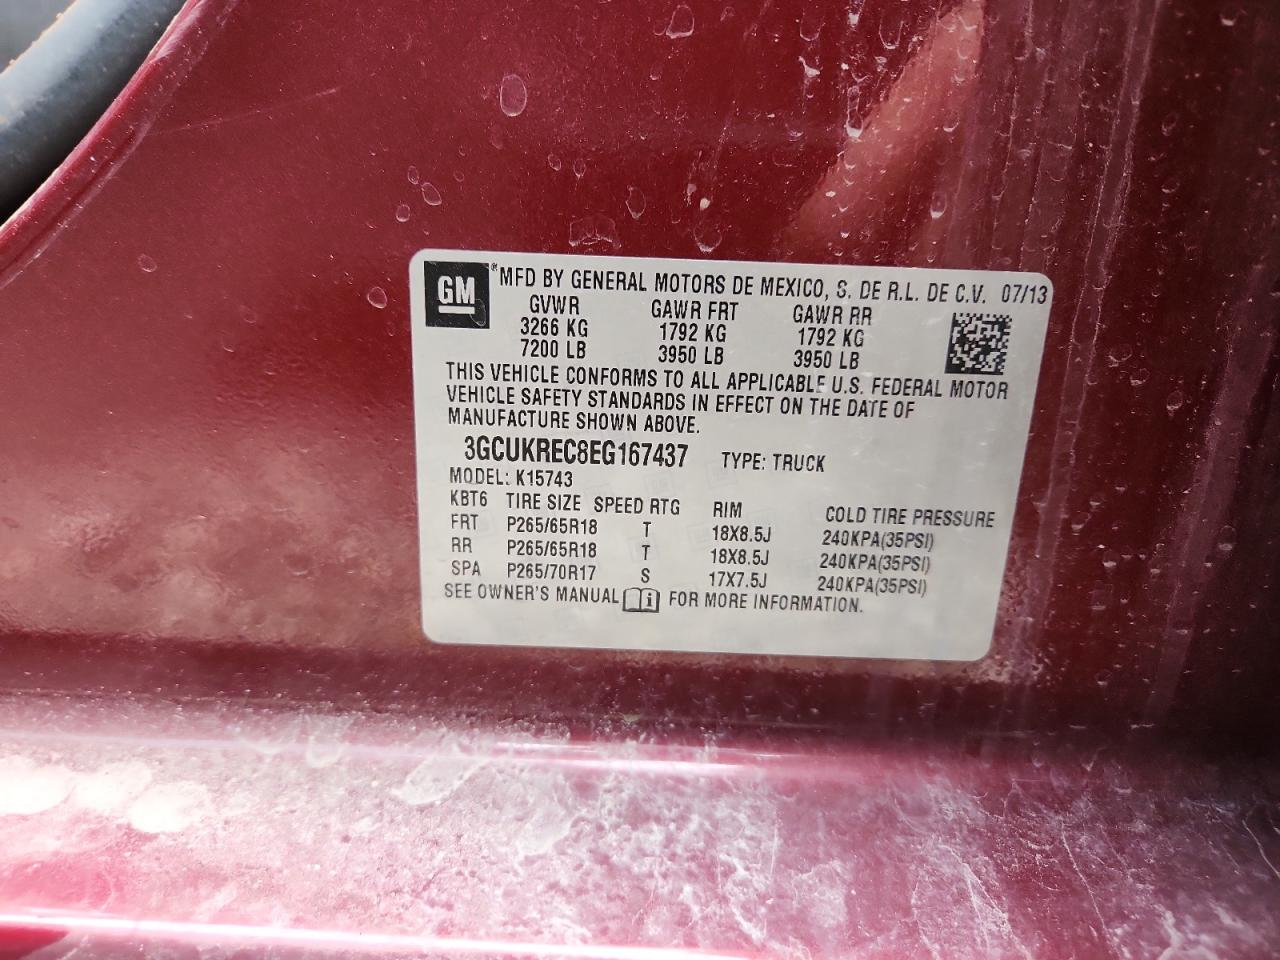 GM ® MFD BY GENERAL MOTORS DE MEXICO, S. DE R.L. DE C.V. 07/13
GVWR GAWR FRT GAWR RR
3266 KG 1792 KG 1792 KG
7200 LB 3950 LB 3950 LB
THIS VEHICLE CONFORMS TO ALL APPLICABLE U.S. FEDERAL MOTOR
VEHICLE SAFETY STANDARDS IN EFFECT ON THE DATE OF
MANUFACTURE SHOWN ABOVE.
3GCUKREC8EG167437 TYPE: TRUCK
MODEL: K15743
KBT6 TIRE SIZE SPEED RTG RIM COLD TIRE PRESSURE
FRT P265/65R18 T 18X8.5J 240KPA(35PSI)
RR P265/65R18 T 18X8.5J 240KPA(35PSI)
SPA P265/70R17 S 17X7.5J 240KPA(35PSI)
SEE OWNER'S MANUAL i FOR MORE INFORMATION.